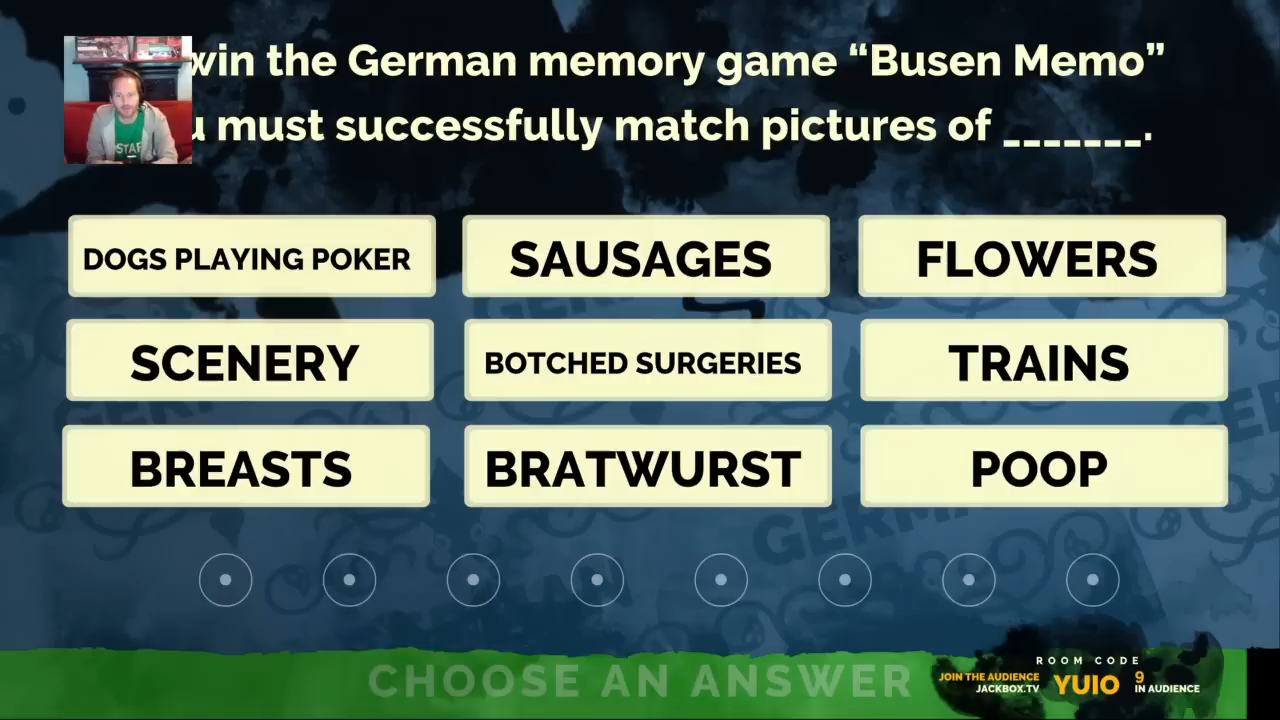 win the German memory game “Busen Memo”
u must successfully match pictures of _______.
DOGS PLAYING POKER
SAUSAGES
FLOWERS
SCENERY
BOTCHED SURGERIES
TRAINS
BREASTS
BRATWURST
POOP
CHOOSE AN ANSWER
ROOM CODE
JOIN THE AUDIENCE
JACKBOX.TV
YUIO
9
IN AUDIENCE